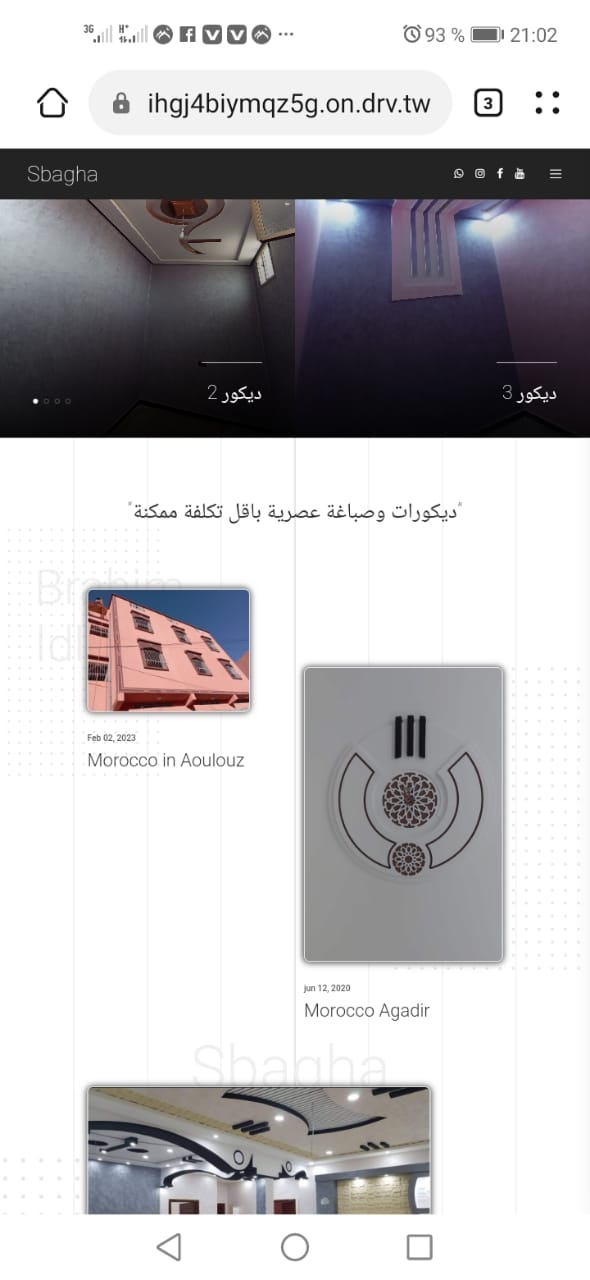 3G H+ 93 % 21:02
ihgj4biymqz5g.on.drv.tw 3
Sbagha
ديكور 2
ديكور 3
"ديكورات وصباغة عصرية باقل تكلفة ممكنة"
Brahim
Feb 02, 2023
Morocco in Aoulouz
jun 12, 2020
Morocco Agadir
Sbagha